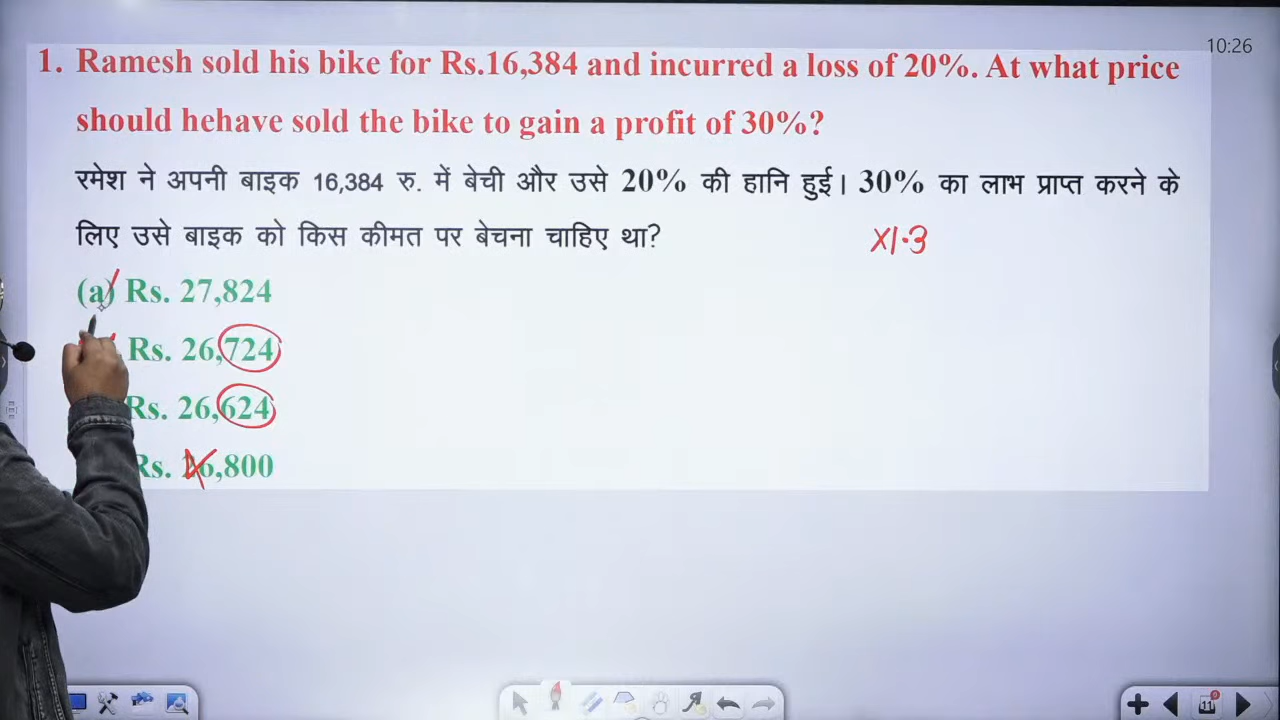 10:26
1. Ramesh sold his bike for Rs.16,384 and incurred a loss of 20%. At what price
should hehave sold the bike to gain a profit of 30%?
रमेश ने अपनी बाइक 16,384 रु. में बेची और उसे 20% की हानि हुई। 30% का लाभ प्राप्त करने के
लिए उसे बाइक को किस कीमत पर बेचना चाहिए था?
X1.3
(a) Rs. 27,824
Rs. 26,724
Rs. 26,624
Rs. 26,800
11